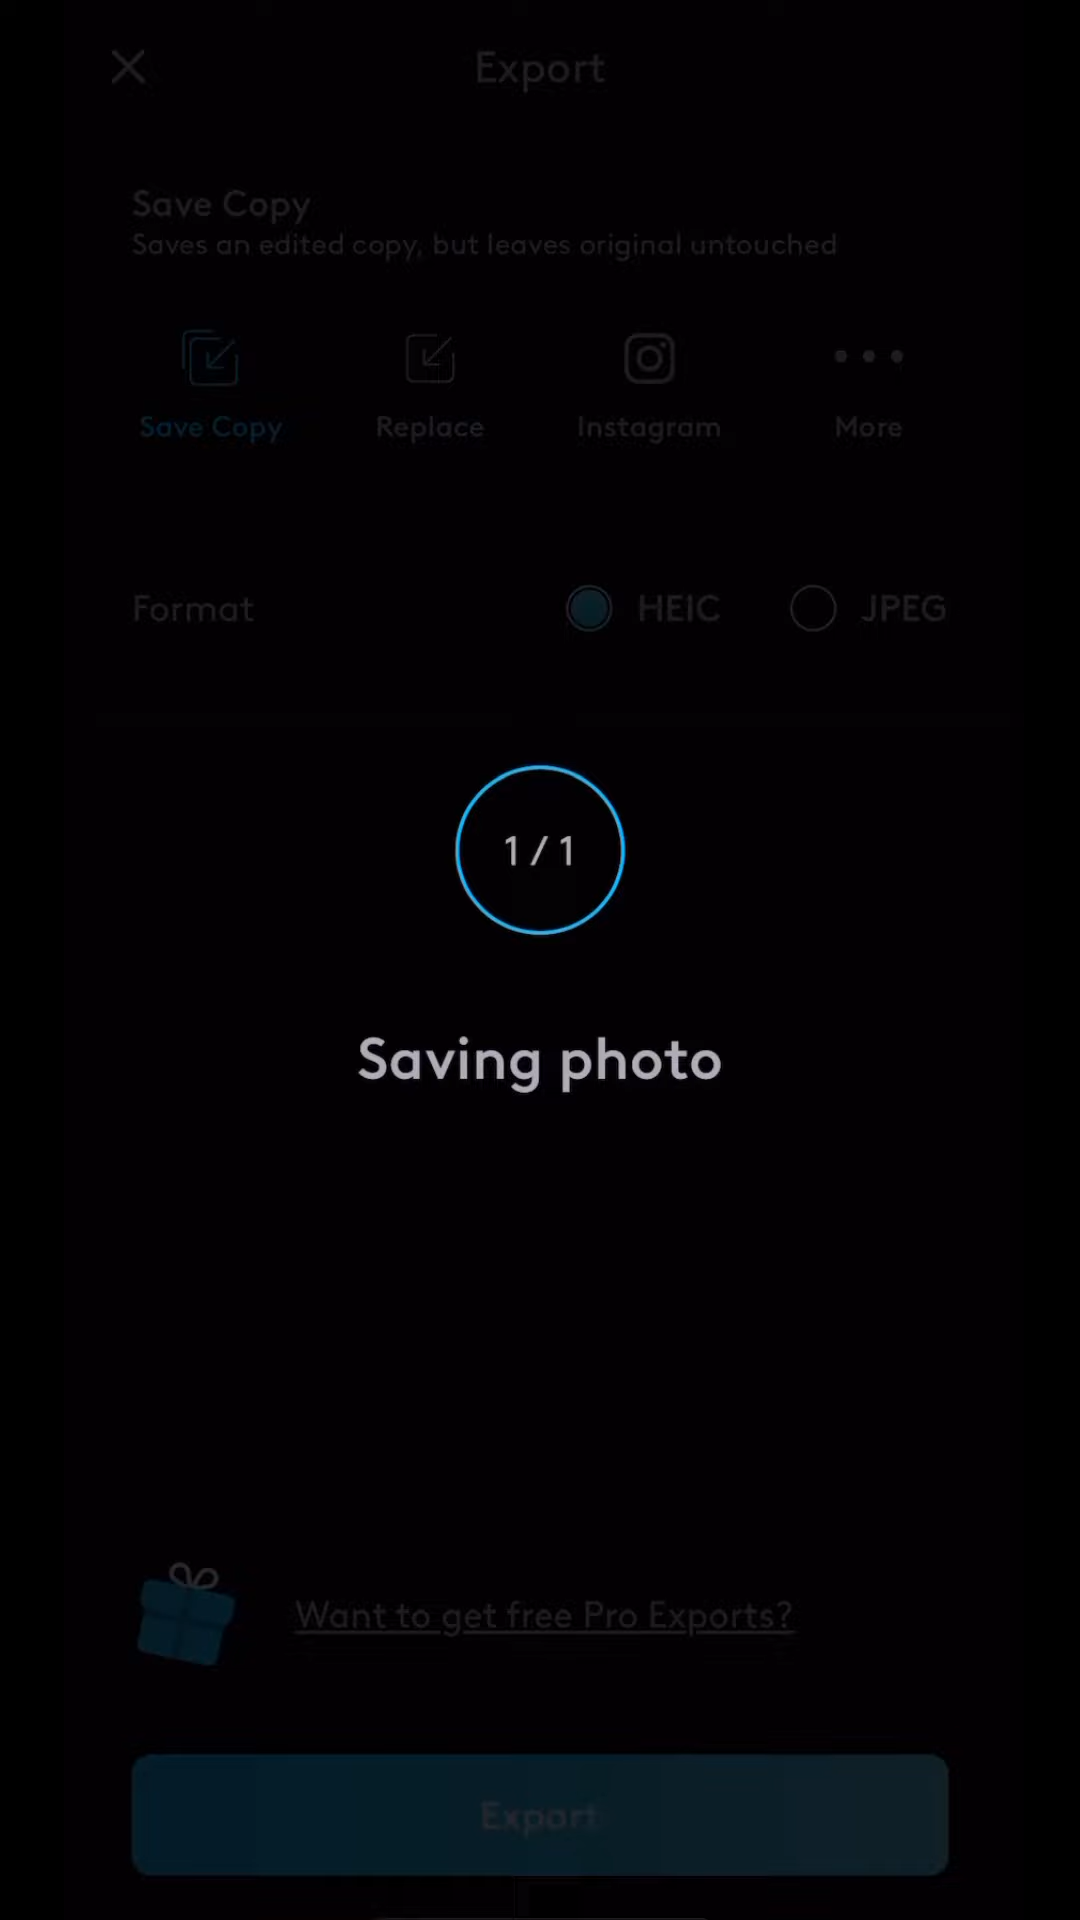 Export
Save Copy
Saves an edited copy, but leaves original untouched
Save Copy Replace Instagram More
Format HEIC JPEG
1 / 1
Saving photo
Want to get free Pro Exports?
Export